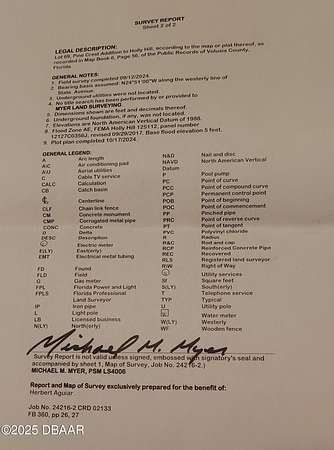 SURVEY REPORT
Sheet 2 of 2
LEGAL DESCRIPTION:
Lot 69, Pine Crest Addition to Holly Hill, according to the map or plat thereof, as
recorded in Map Book 6, Page 56, of the Public Records of Volusia County,
Florida
GENERAL NOTES:
1. Field survey completed 09/12/2024.
2. Bearing basis assumed: N24°51'00"W along the westerly line of
State Avenue.
3. Underground utilities were not located.
4. No title search has been performed by or provided to
MYER LAND SURVEYING.
5. Dimensions shown are feet and decimals thereof.
6. Underground foundation, if any, was not located.
7. Elevations are North American Vertical Datum of 1988.
8. Flood Zone AE, FEMA Holly Hill 125112, panel number
revised 09/29/2017. Base flood elevation 5 feet.
9. Plot plan completed 10/17/2024.
GENERAL LEGEND:
A Arc length
A/C Air conditioning pad
A/U Aerial utilities
C Cable TV service
CALC Calculation
CB Catch basin
Centerline
CLF Chain link fence
CM Concrete monument
CMP Corrugated metal pipe
CONC Concrete
D Delta
DESC Description
E Electric meter
E(LY) East(erly)
EMT Electrical metal tubing
FD Found
FLD Field
G Gas meter
FPL Florida Power and Light
FPLS Florida Professional
Land Surveyor
IP Iron pipe
L Light pole
LB Licensed business
N(LY) North(erly)
N&D Nail and disc
NAVD North American Vertical
Datum
P Pool pump
PC Point of curve
PCC Point of compound curve
PCP Permanent control point
POB Point of beginning
POC Point of commencement
PP Pinched pipe
PRC Point of reverse curve
PT Point of tangent
PVC Polyvinyl chloride
R Radius
R&C Rod and cap
RCP Reinforced Concrete Pipe
REC Recovered
RLS Registered land surveyor
R/W Right of Way
Utility services
Sf Square feet
S(LY) South(erly)
T Telephone service
TYP Typical
U Utility pole
Water meter
W(LY) Westerly
WF Wooden fence
Michael M. Myer
Survey Report is not valid unless signed, embossed with signatory's seal and
accompanied by sheet 1, Map of Survey, Job No. 24216-2.)
MICHAEL M. MYER, PSM LS4006
Report and Map of Survey exclusively prepared for the benefit of:
Herbert Aguiar
Job No. 24216-2 CRD 02133
FB 360, pp 26, 27
©2025 DBAAR